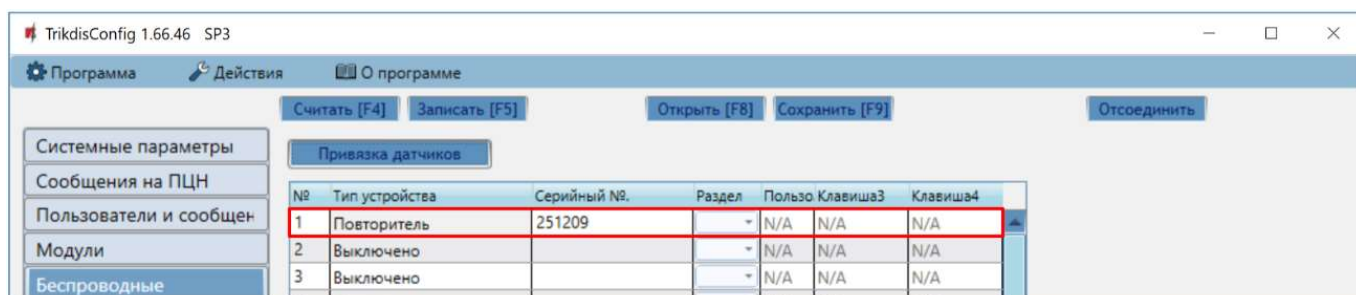 TrikdisConfig 1.66.46 SP3
Программа Действия О программе
Считать [F4] Записать [F5] Открыть [F8] Сохранить [F9] Отсоединить
Системные параметры
Привязка датчиков
Сообщения на ПЦН
№ Тип устройства Серийный №. Раздел Пользо Клавиша3 Клавиша4
Пользователи и сообщен
1 Повторитель 251209 N/A N/A N/A
Модули
2 Выключено N/A N/A N/A
Беспроводные
3 Выключено N/A N/A N/A